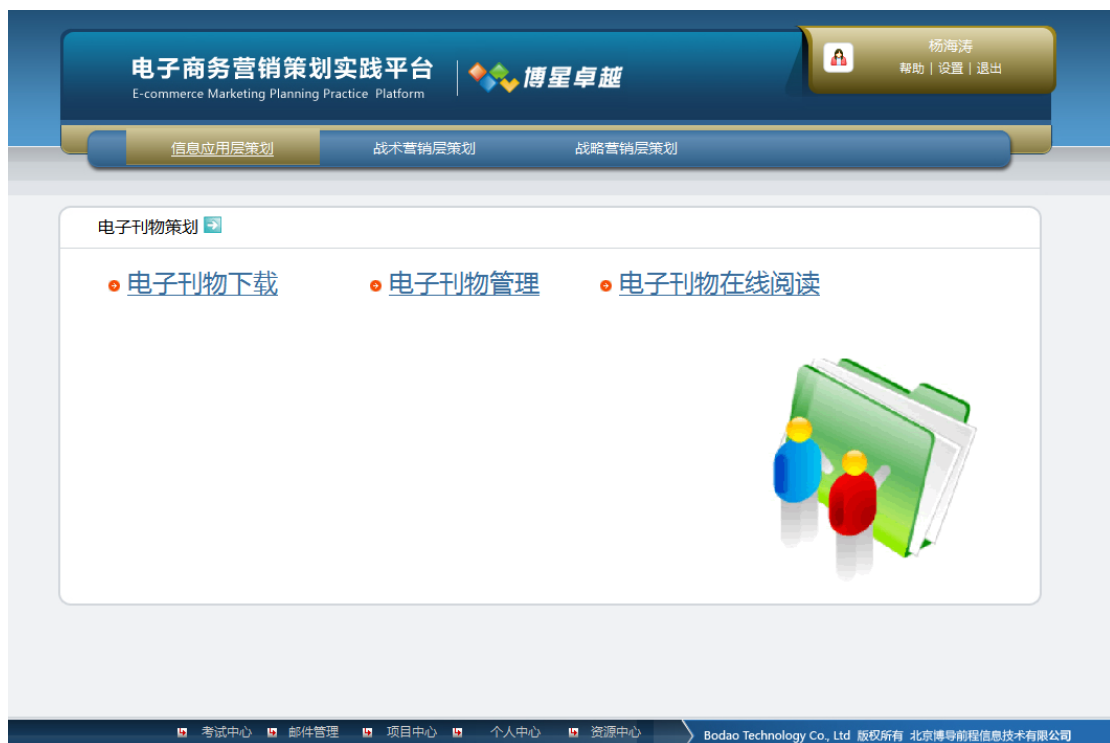 杨海涛
电子商务营销策划实践平台
博星卓越
帮助 | 设置 | 退出
E-commerce Marketing Planning Practice Platform
信息应用层策划 战术营销层策划 战略营销层策划
电子刊物策划
电子刊物下载 电子刊物管理 电子刊物在线阅读
考试中心 邮件管理 项目中心 个人中心 资源中心 Bodao Technology Co., Ltd 版权所有 北京博导前程信息技术有限公司